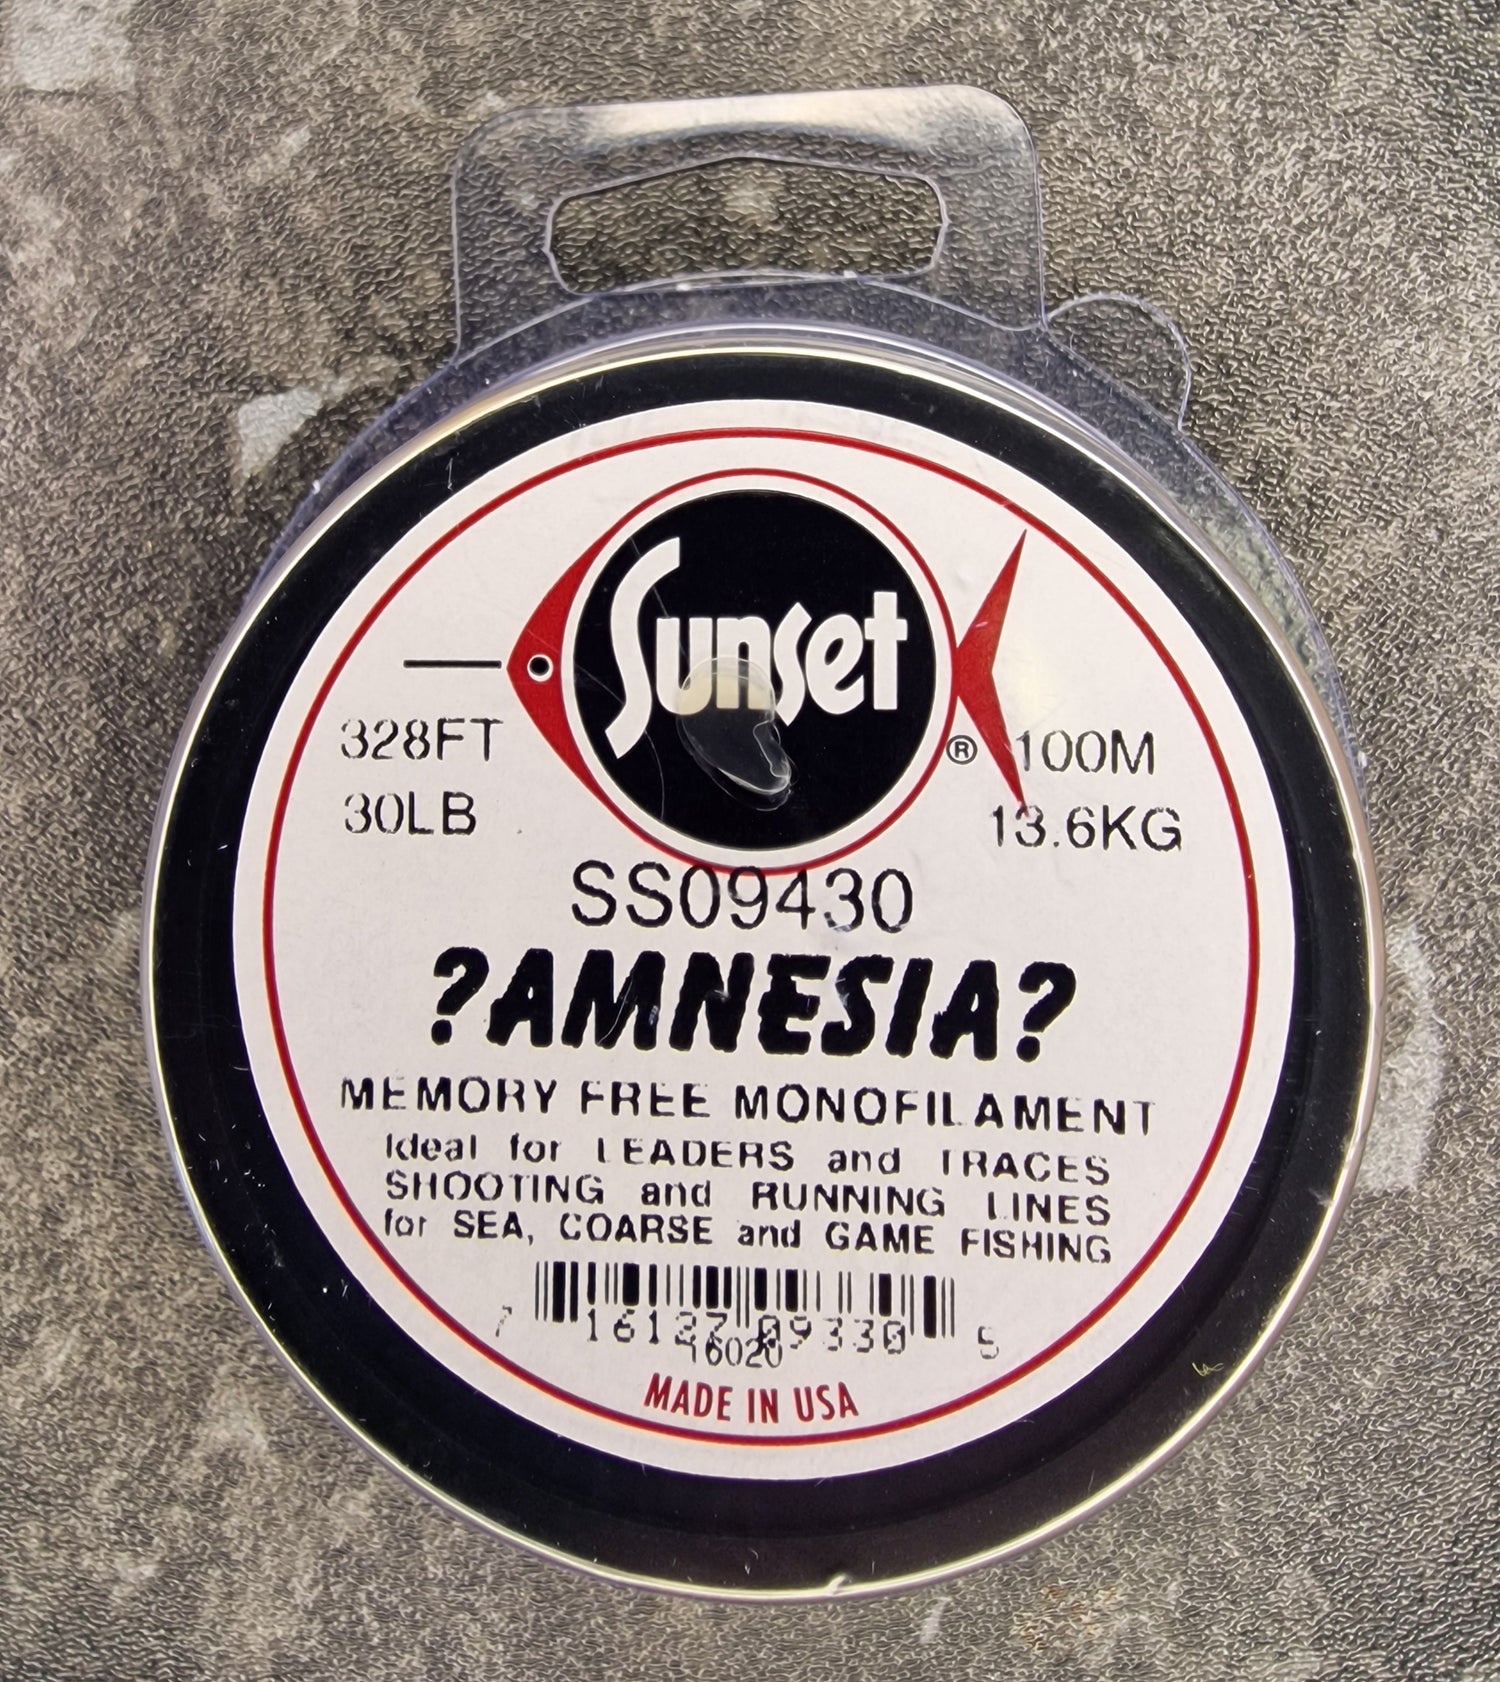 Sunset
®
328FT 100M
30LB 13.6KG
SS09430
?AMNESIA?
MEMORY FREE MONOFILAMENT
Ideal for LEADERS and TRACES
SHOOTING and RUNNING LINES
for SEA, COARSE and GAME FISHING
7 16137 09330 5
16020
MADE IN USA